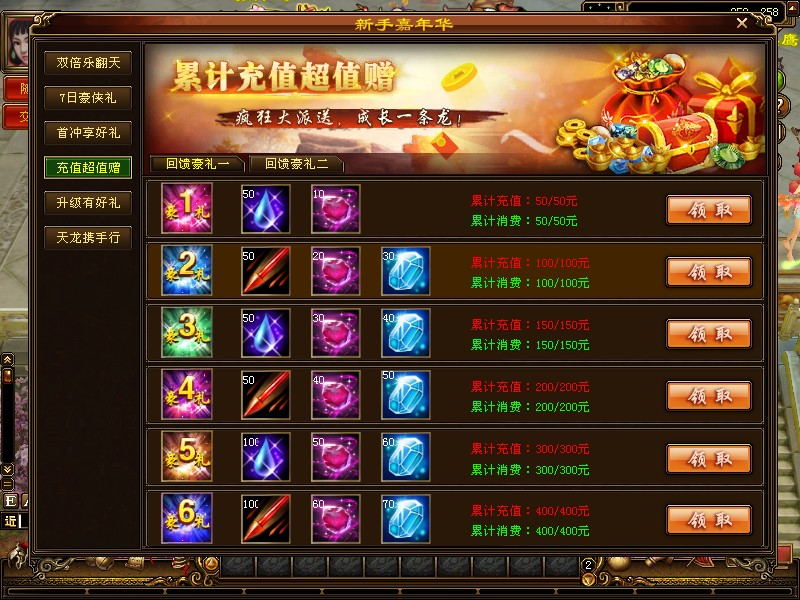 新手嘉年华
双倍乐翻天
7日豪侠礼
首冲享好礼
充值超值赠
升级有好礼
天龙携手行
累计充值超值赠
疯狂大派送，成长一条龙！
回馈豪礼一 回馈豪礼二
豪1礼 50 10 累计充值：50/50元
累计消费：50/50元
领取
豪2礼 50 20 30 累计充值：100/100元
累计消费：100/100元
领取
豪3礼 50 30 40 累计充值：150/150元
累计消费：150/150元
领取
豪4礼 50 40 50 累计充值：200/200元
累计消费：200/200元
领取
豪5礼 100 50 60 累计充值：300/300元
累计消费：300/300元
领取
豪6礼 100 60 70 累计充值：400/400元
累计消费：400/400元
领取
鹰
E
近
2